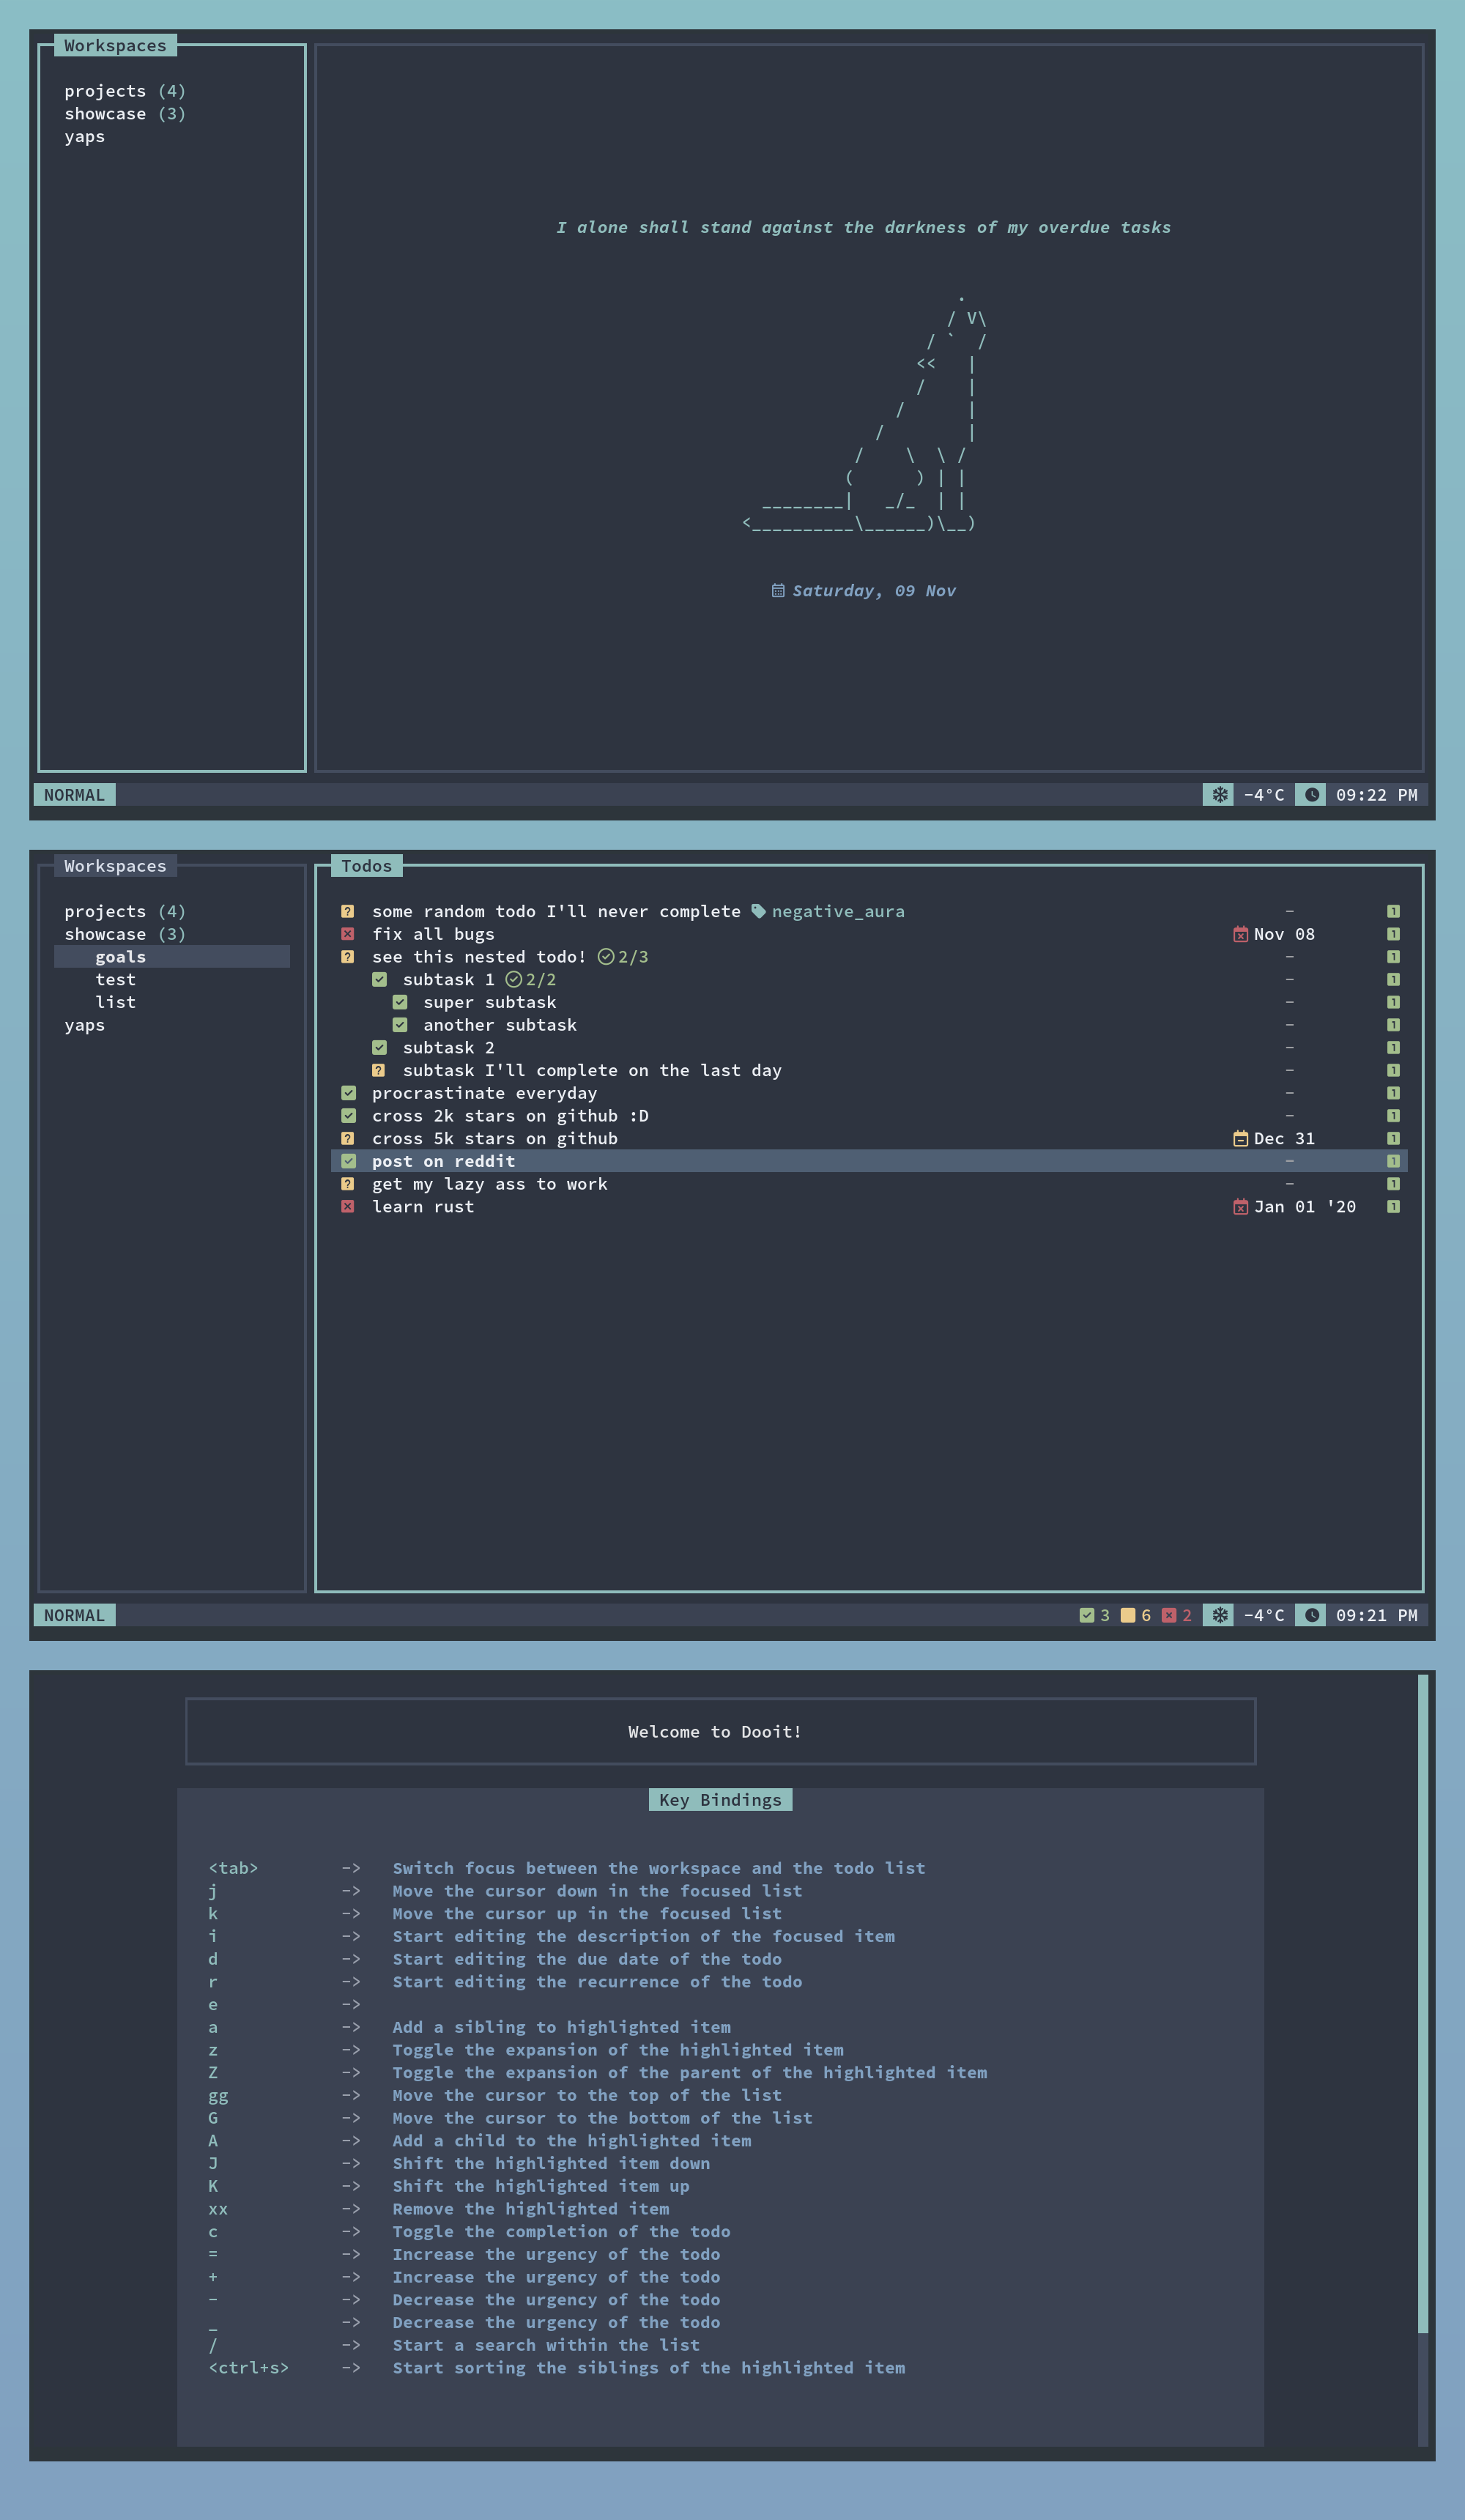 Workspaces
projects (4)
showcase (3)
yaps
I alone shall stand against the darkness of my overdue tasks
.
/ V\
/ `  /
<<   |
/    |
/      |
/        |
/    \  \ /
(      ) | |
________|   _/_  | |
<__________\______)\__)
Saturday, 09 Nov
NORMAL -4°C 09:22 PM
Workspaces Todos
projects (4) ? some random todo I'll never complete negative_aura - 1
showcase (3) fix all bugs Nov 08 1
goals ? see this nested todo! 2/3 - 1
test subtask 1 2/2 - 1
list super subtask - 1
yaps another subtask - 1
subtask 2 - 1
? subtask I'll complete on the last day - 1
procrastinate everyday - 1
cross 2k stars on github :D - 1
? cross 5k stars on github Dec 31 1
post on reddit - 1
? get my lazy ass to work - 1
learn rust Jan 01 '20 1
NORMAL 3 6 2 -4°C 09:21 PM
Welcome to Dooit!
Key Bindings
<tab> -> Switch focus between the workspace and the todo list
j -> Move the cursor down in the focused list
k -> Move the cursor up in the focused list
i -> Start editing the description of the focused item
d -> Start editing the due date of the todo
r -> Start editing the recurrence of the todo
e ->
a -> Add a sibling to highlighted item
z -> Toggle the expansion of the highlighted item
Z -> Toggle the expansion of the parent of the highlighted item
gg -> Move the cursor to the top of the list
G -> Move the cursor to the bottom of the list
A -> Add a child to the highlighted item
J -> Shift the highlighted item down
K -> Shift the highlighted item up
xx -> Remove the highlighted item
c -> Toggle the completion of the todo
= -> Increase the urgency of the todo
+ -> Increase the urgency of the todo
- -> Decrease the urgency of the todo
_ -> Decrease the urgency of the todo
/ -> Start a search within the list
<ctrl+s> -> Start sorting the siblings of the highlighted item